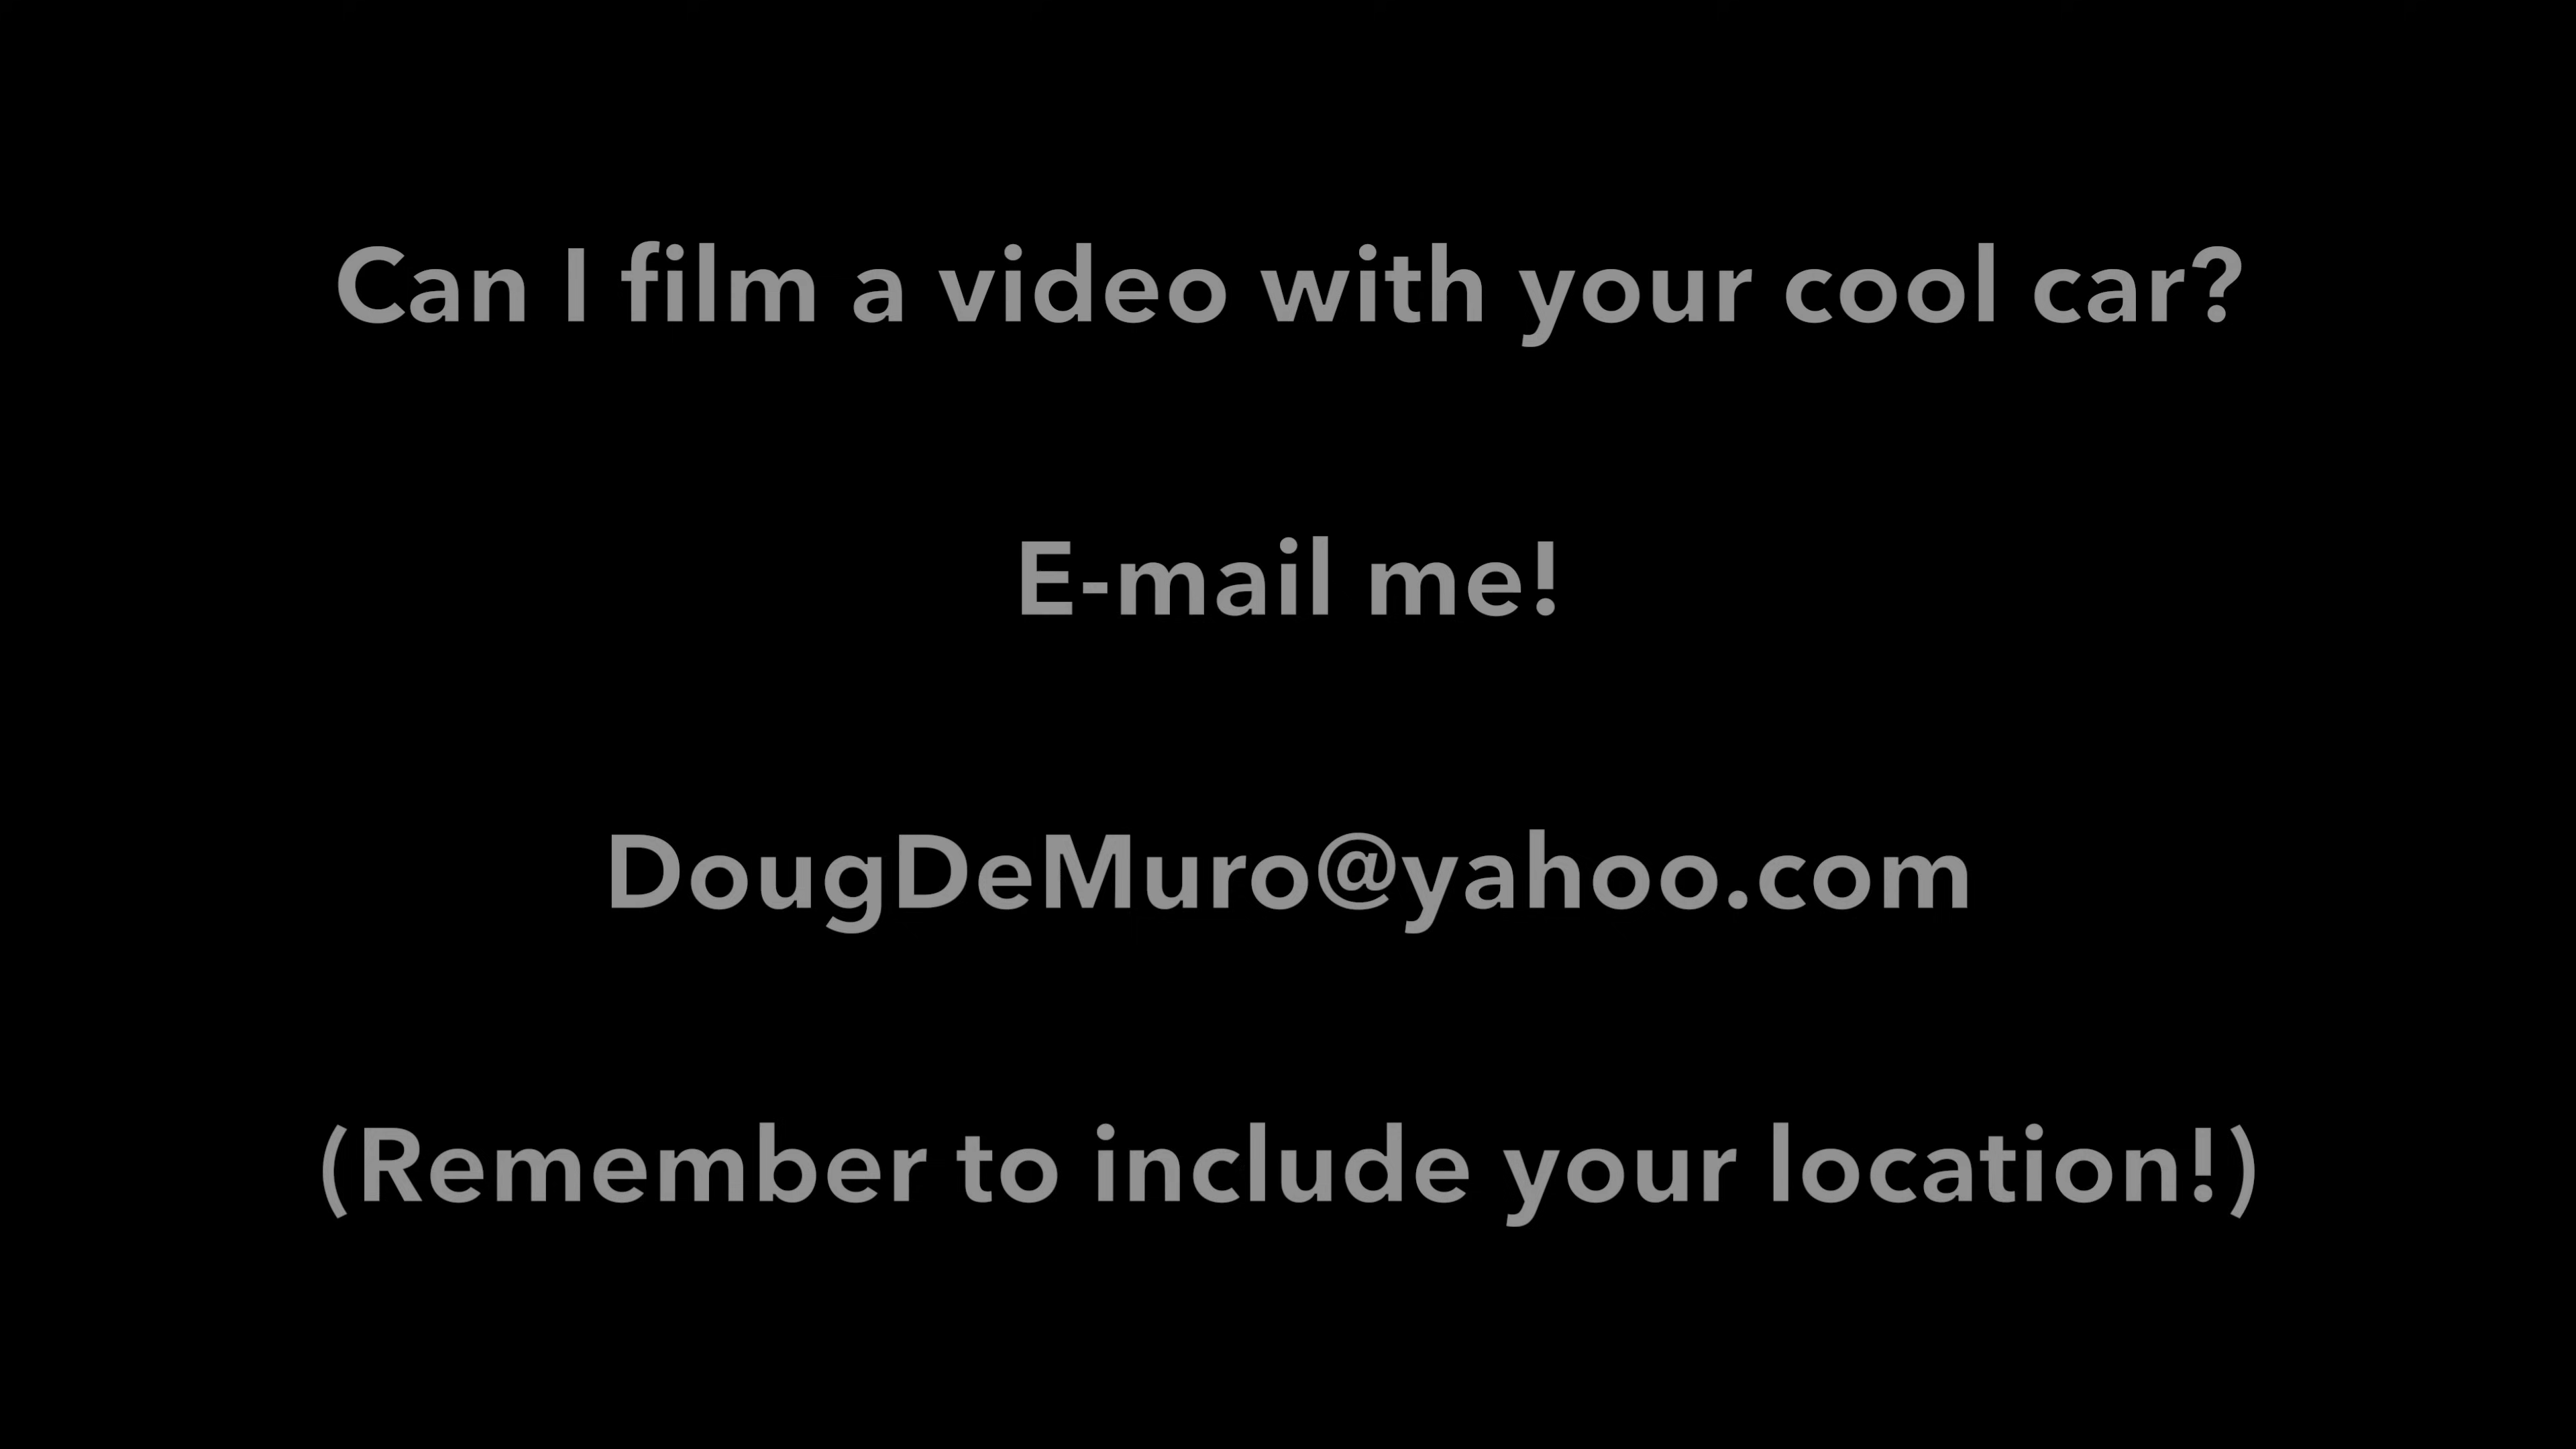 Can I film a video with your cool car?
E-mail me!
DougDeMuro@yahoo.com
(Remember to include your location!)